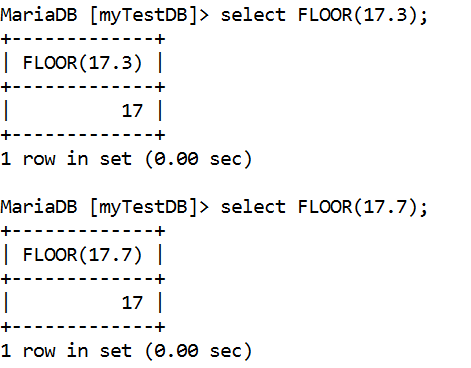 MariaDB [myTestDB]> select FLOOR(17.3);
+-------------+
| FLOOR(17.3) |
+-------------+
|          17 |
+-------------+
1 row in set (0.00 sec)

MariaDB [myTestDB]> select FLOOR(17.7);
+-------------+
| FLOOR(17.7) |
+-------------+
|          17 |
+-------------+
1 row in set (0.00 sec)